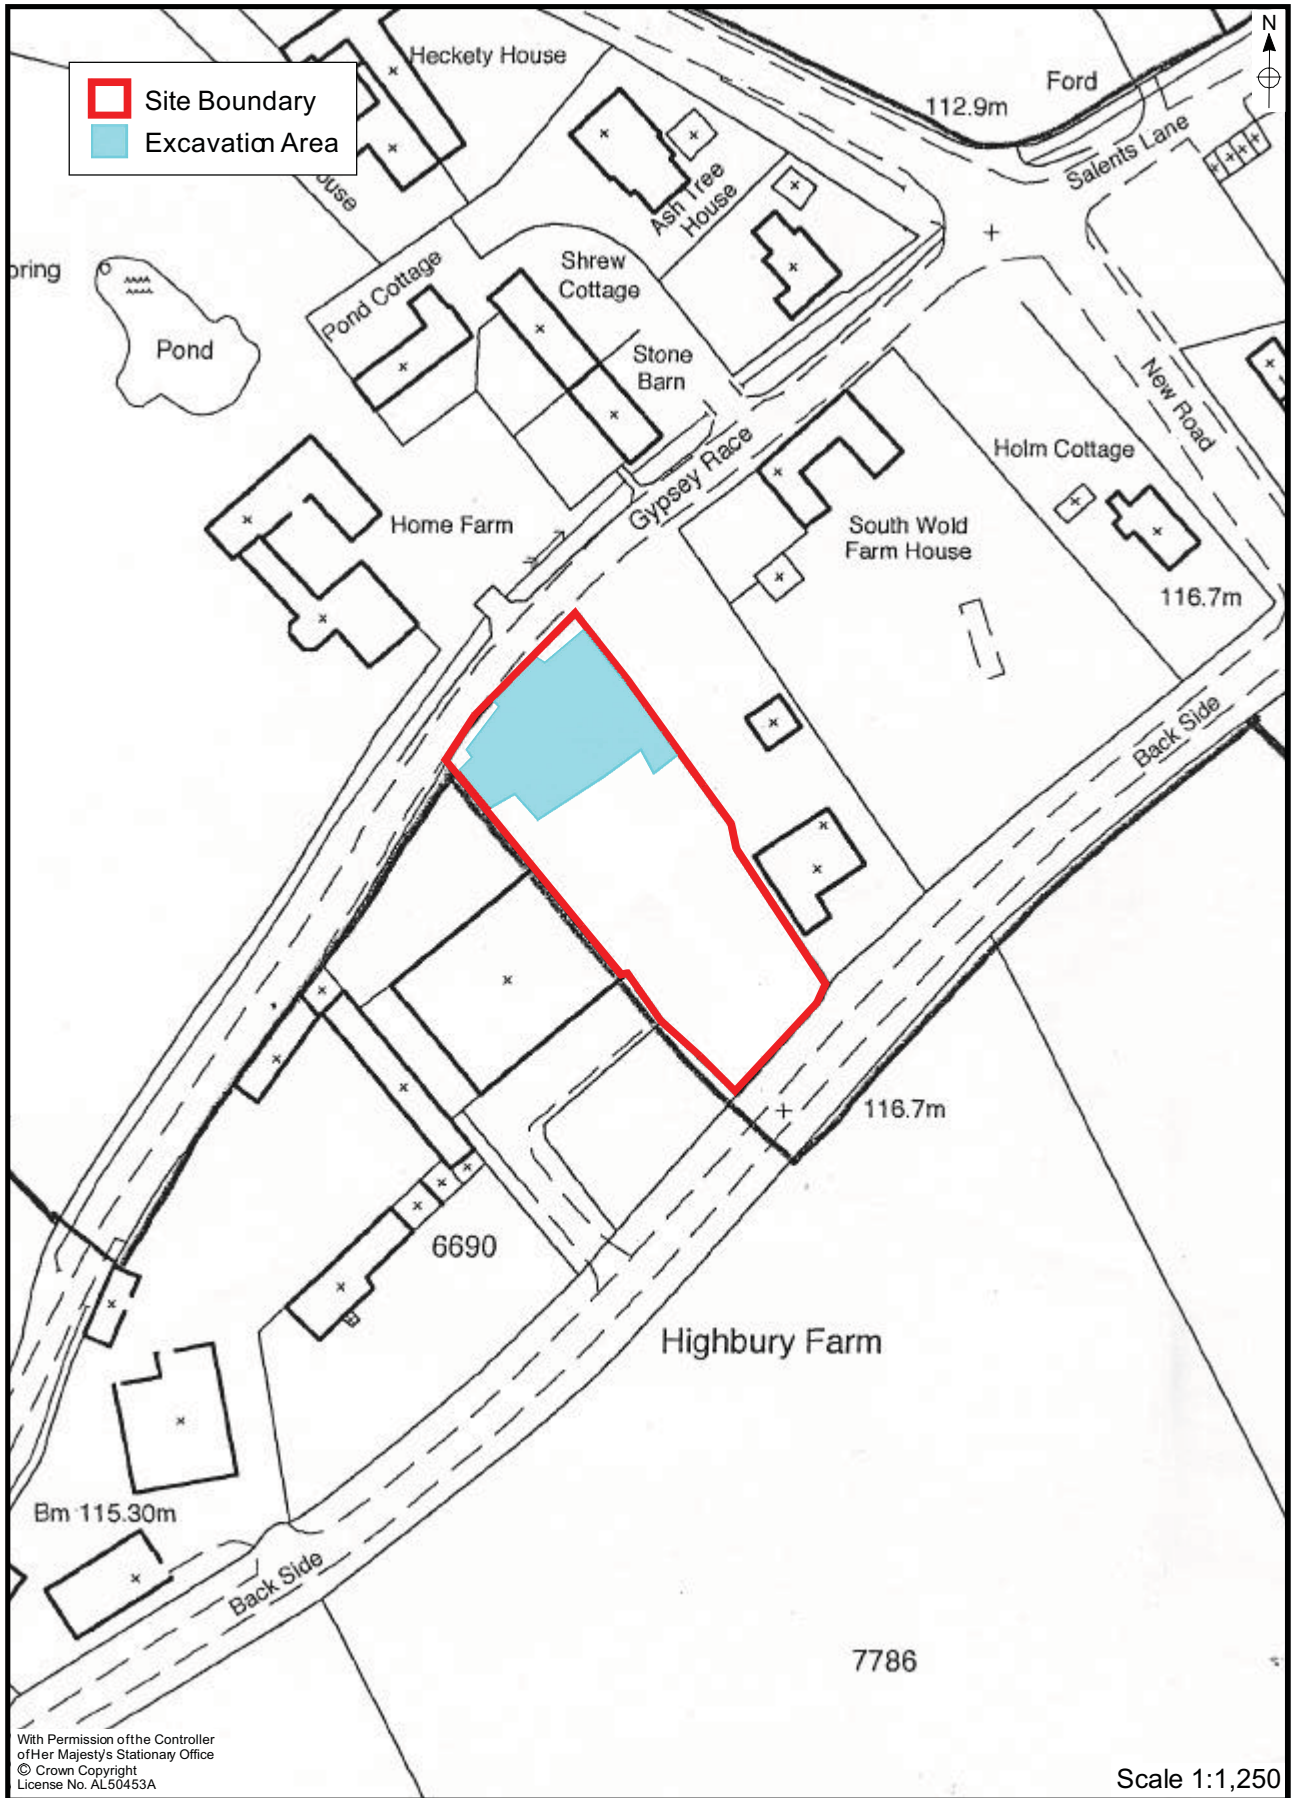 N
Heckety House
Site Boundary
Excavation Area
Ford
112.9m
Salents Lane
Ash Tree
House
Shrew
Cottage
Pond Cottage
Pond
Stone
Barn
New Road
Gypsey Race
Holm Cottage
Home Farm
South Wold
Farm House
116.7m
Back Side
116.7m
6690
Highbury Farm
Bm 115.30m
Back Side
7786
With Permission of the Controller
of Her Majesty's Stationary Office
© Crown Copyright
License No. AL50453A
Scale 1:1,250